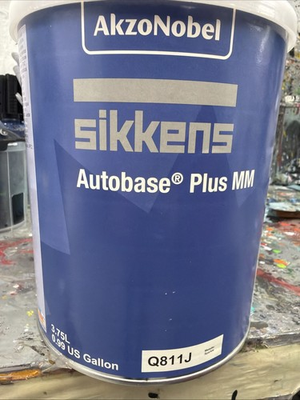 AkzoNobel
sikkens
Autobase® Plus MM
3.75L
0.99 US Gallon
Q811J